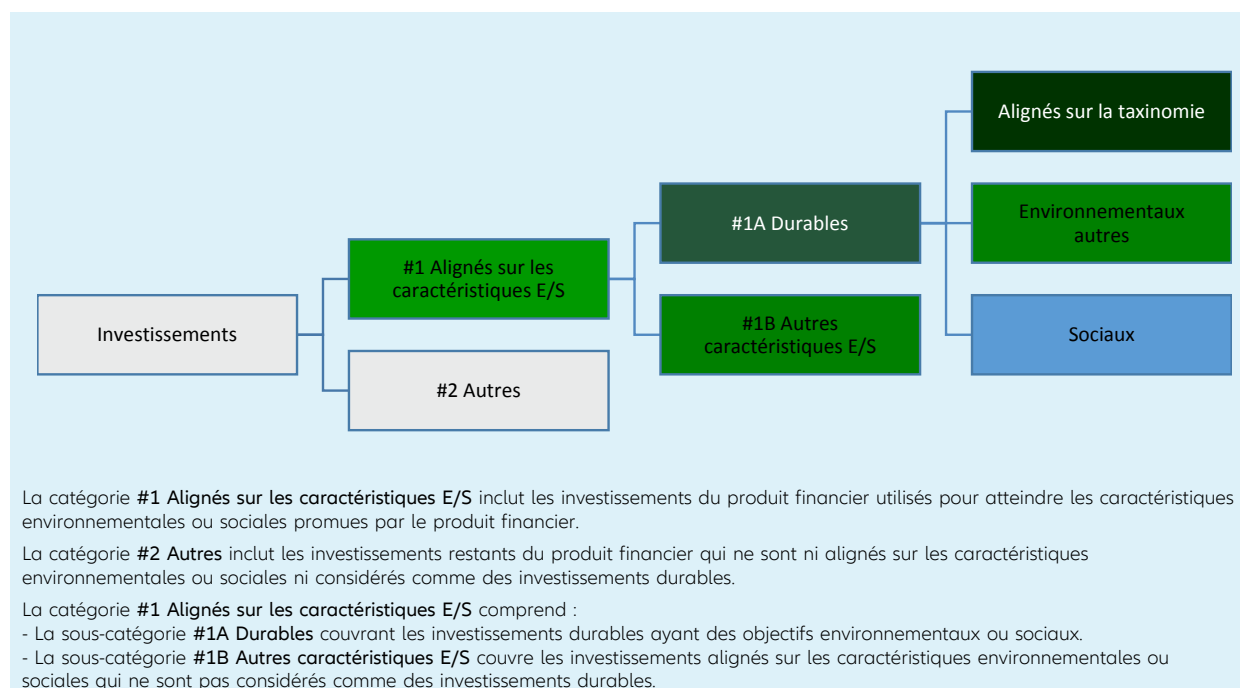 Alignés sur la taxinomie
#1A Durables
Environnementaux
autres
#1 Alignés sur les
caractéristiques E/S
Investissements
#1B Autres
caractéristiques E/S
Sociaux
#2 Autres
La catégorie #1 Alignés sur les caractéristiques E/S inclut les investissements du produit financier utilisés pour atteindre les caractéristiques
environnementales ou sociales promues par le produit financier.
La catégorie #2 Autres inclut les investissements restants du produit financier qui ne sont ni alignés sur les caractéristiques
environnementales ou sociales ni considérés comme des investissements durables.
La catégorie #1 Alignés sur les caractéristiques E/S comprend :
- La sous-catégorie #1A Durables couvrant les investissements durables ayant des objectifs environnementaux ou sociaux.
- La sous-catégorie #1B Autres caractéristiques E/S couvre les investissements alignés sur les caractéristiques environnementales ou
sociales qui ne sont pas considérés comme des investissements durables.